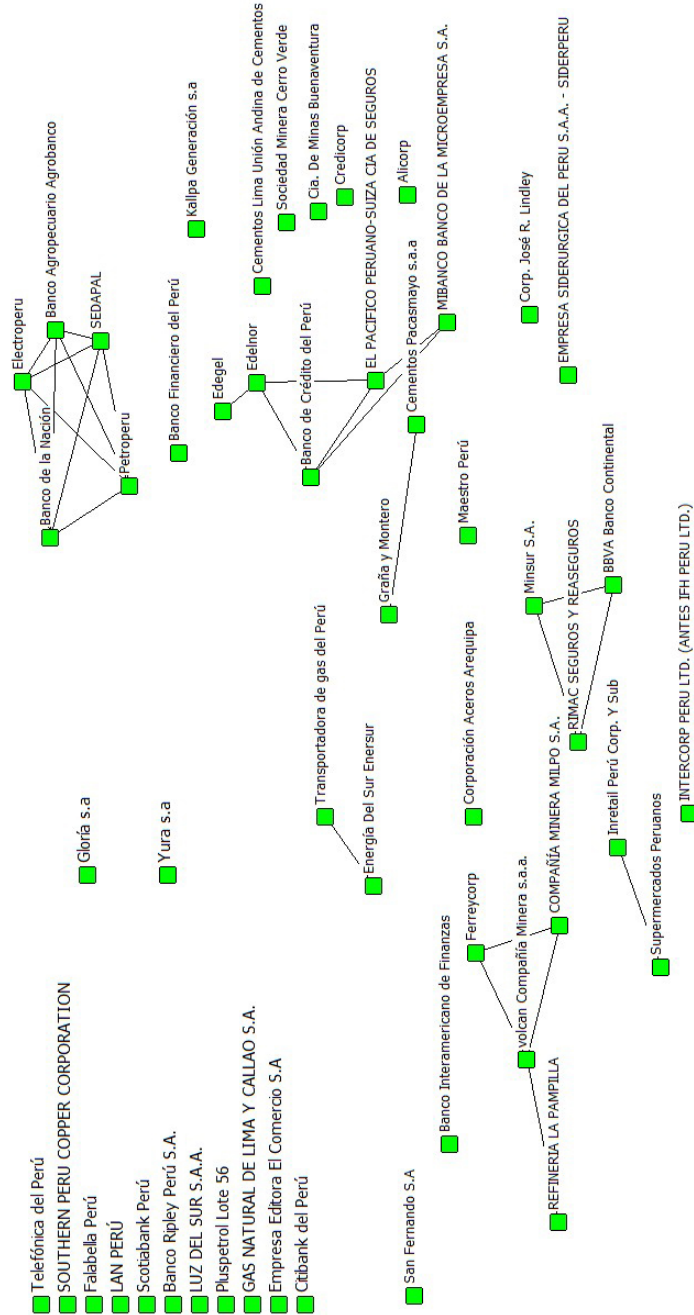 Telefónica del Perú
SOUTHERN PERU COPPER CORPORATION
Falabella Perú
LAN PERÚ
Scotiabank Perú
Banco Ripley Perú S.A.
LUZ DEL SUR S.A.A.
Pluspetrol Lote 56
GAS NATURAL DE LIMA Y CALLAO S.A.
Empresa Editora El Comercio S.A
Citibank del Perú
San Fernando S.A
Banco Interamericano de Finanzas
REFINERIA LA PAMPILLA
volcan Compañía Minera s.a.a.
Ferreycorp
COMPAÑÍA MINERA MILPO S.A.
Supermercados Peruanos
Inretail Perú Corp. Y Sub
INTERCORP PERU LTD. (ANTES IFH PERU LTD.)
Gloría s.a
Yura s.a
Energía Del Sur Enersur
Transportadora de gas del Perú
Corporación Aceros Arequipa
RIMAC SEGUROS Y REASEGUROS
Minsur S.A.
BBVA Banco Continental
Maestro Perú
Graña y Montero
Cementos Pacasmayo s.a.a
Banco de la Nación
Petroperu
Electroperu
SEDAPAL
Banco Agropecuario Agrobanco
Banco Financiero del Perú
Edegel
Edelnor
Banco de Crédito del Perú
EL PACIFICO PERUANO-SUIZA CIA DE SEGUROS
MIBANCO BANCO DE LA MICROEMPRESA S.A.
Kallpa Generación s.a
Cementos Lima Unión Andina de Cementos
Sociedad Minera Cerro Verde
Cia. De Minas Buenaventura
Credicorp
Alicorp
Corp. José R. Lindley
EMPRESA SIDERURGICA DEL PERU S.A.A. - SIDERPERU